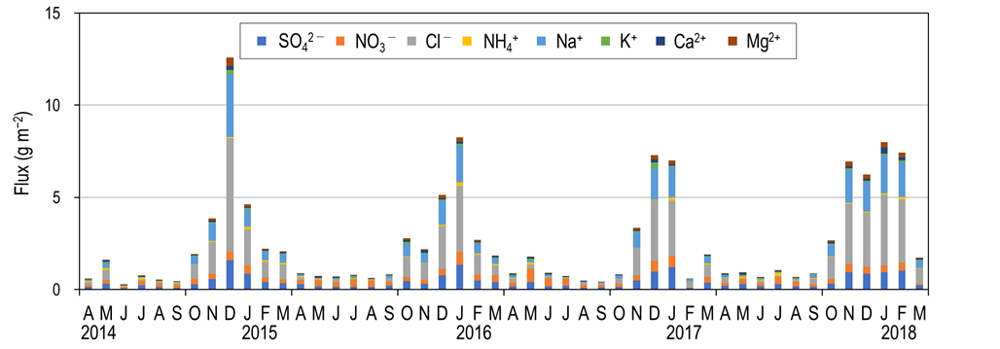 15
SO₄²⁻ NO₃⁻ Cl⁻ NH₄⁺ Na⁺ K⁺ Ca²⁺ Mg²⁺
10
Flux (g m⁻²)
5
0
A M J J A S O N D J F M A M J J A S O N D J F M A M J J A S O N D J F M A M J J A S O N D J F M
2014 2015 2016 2017 2018